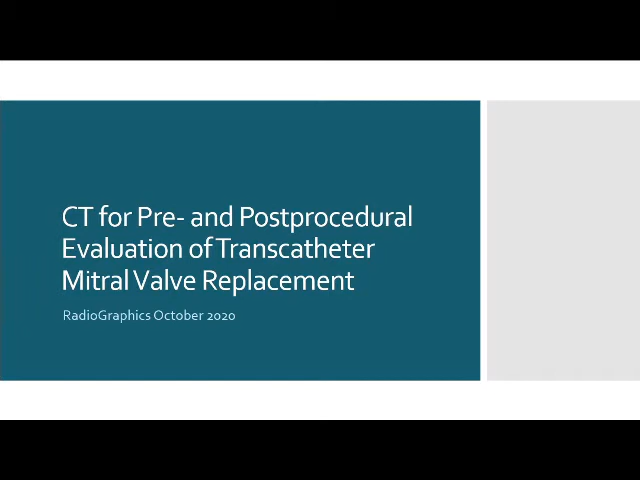 CT for Pre- and Postprocedural
Evaluation of Transcatheter
Mitral Valve Replacement
RadioGraphics October 2020